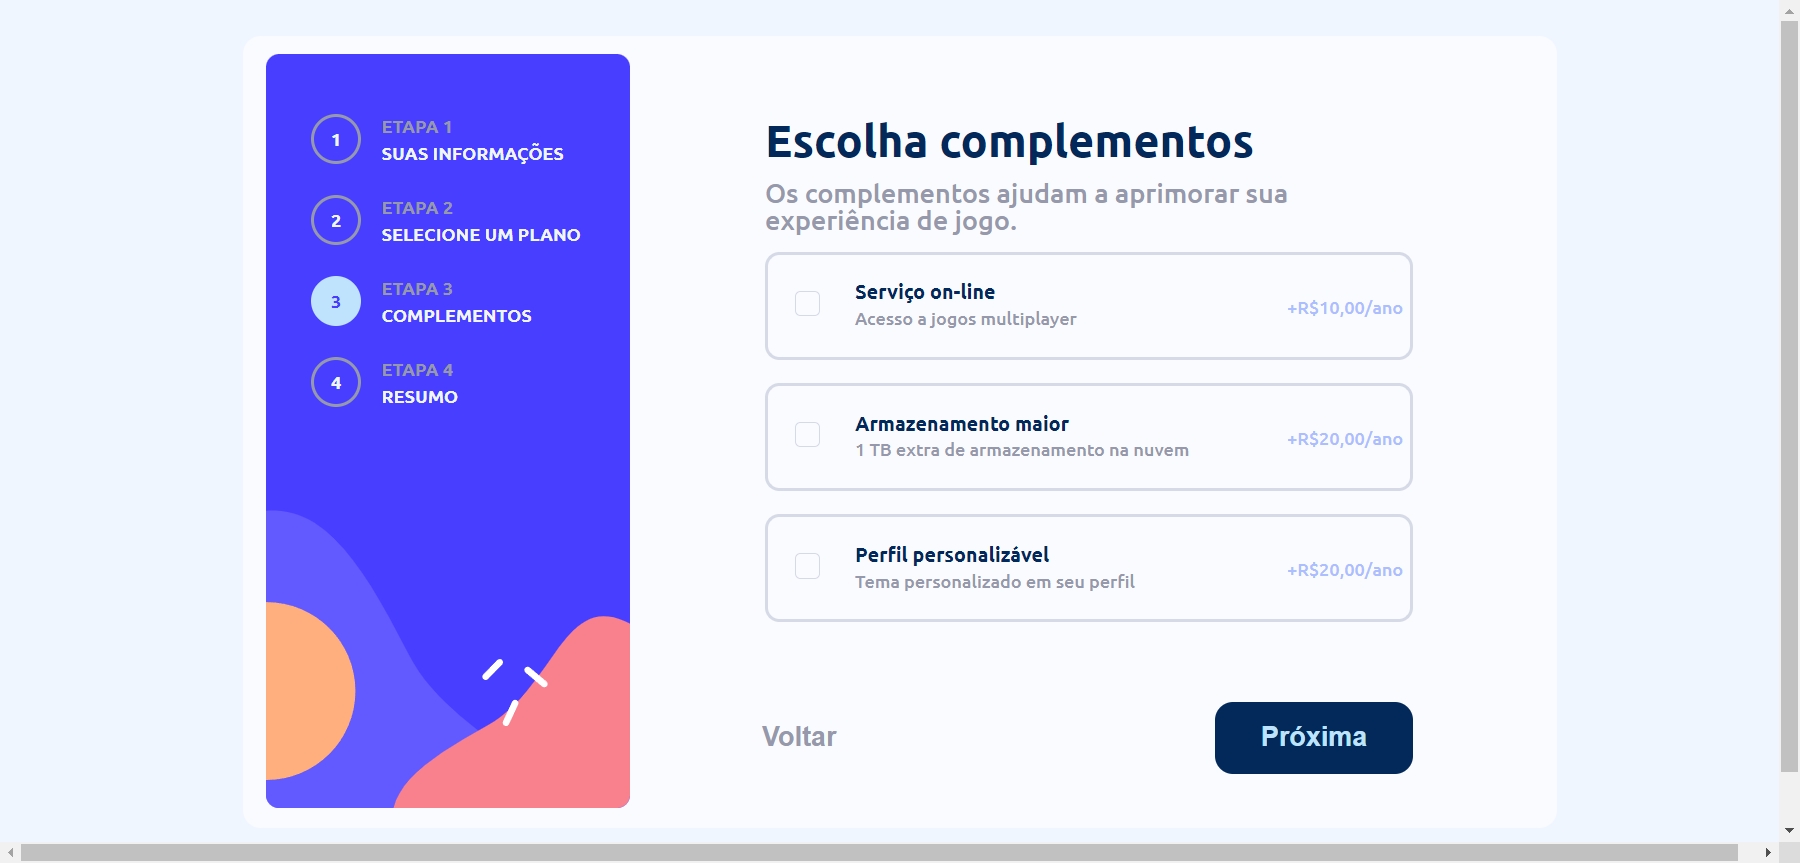 1
ETAPA 1
SUAS INFORMAÇÕES
2
ETAPA 2
SELECIONE UM PLANO
3
ETAPA 3
COMPLEMENTOS
4
ETAPA 4
RESUMO
Escolha complementos
Os complementos ajudam a aprimorar sua
experiência de jogo.
Serviço on-line
Acesso a jogos multiplayer
+R$10,00/ano
Armazenamento maior
1 TB extra de armazenamento na nuvem
+R$20,00/ano
Perfil personalizável
Tema personalizado em seu perfil
+R$20,00/ano
Voltar
Próxima